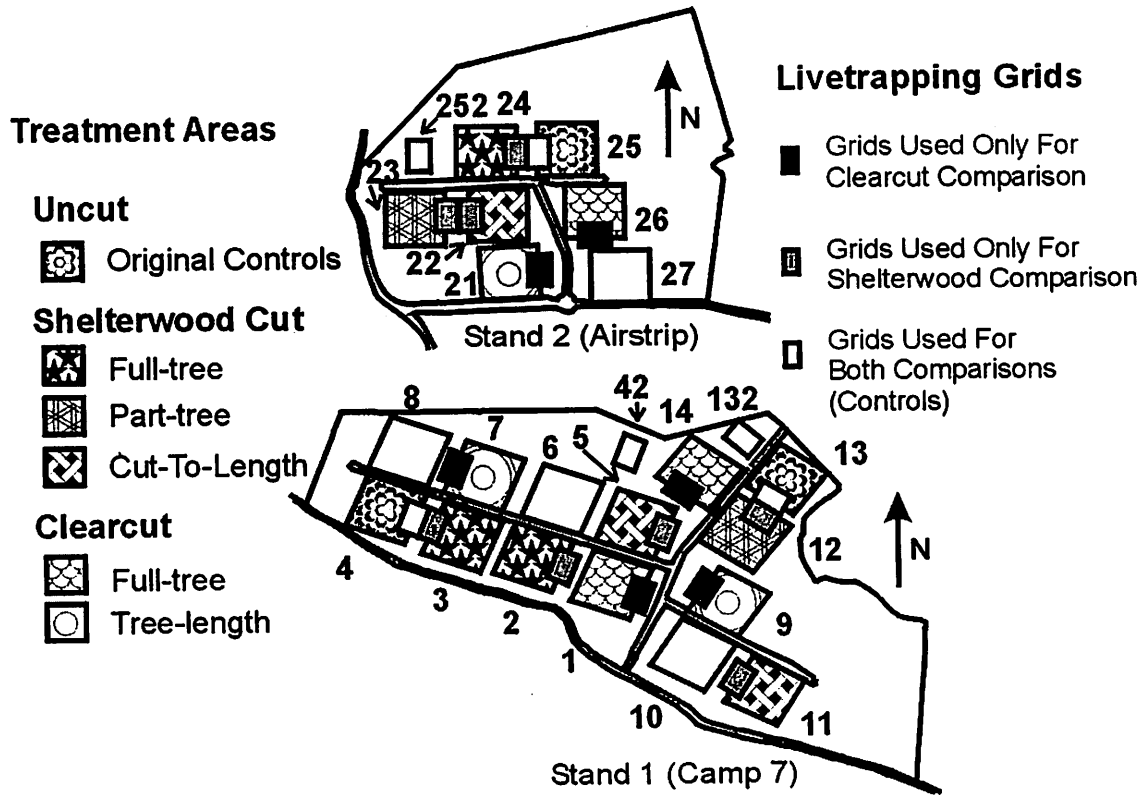 Treatment Areas
Uncut
Original Controls
Shelterwood Cut
Full-tree
Part-tree
Cut-To-Length
Clearcut
Full-tree
Tree-length
252 24
N
23
25
26
22
21
27
Stand 2 (Airstrip)
Livetrapping Grids
Grids Used Only For
Clearcut Comparison
Grids Used Only For
Shelterwood Comparison
Grids Used For
Both Comparisons
(Controls)
8
7
6
5
42
14
132
13
N
12
4
3
2
1
9
10
11
Stand 1 (Camp 7)